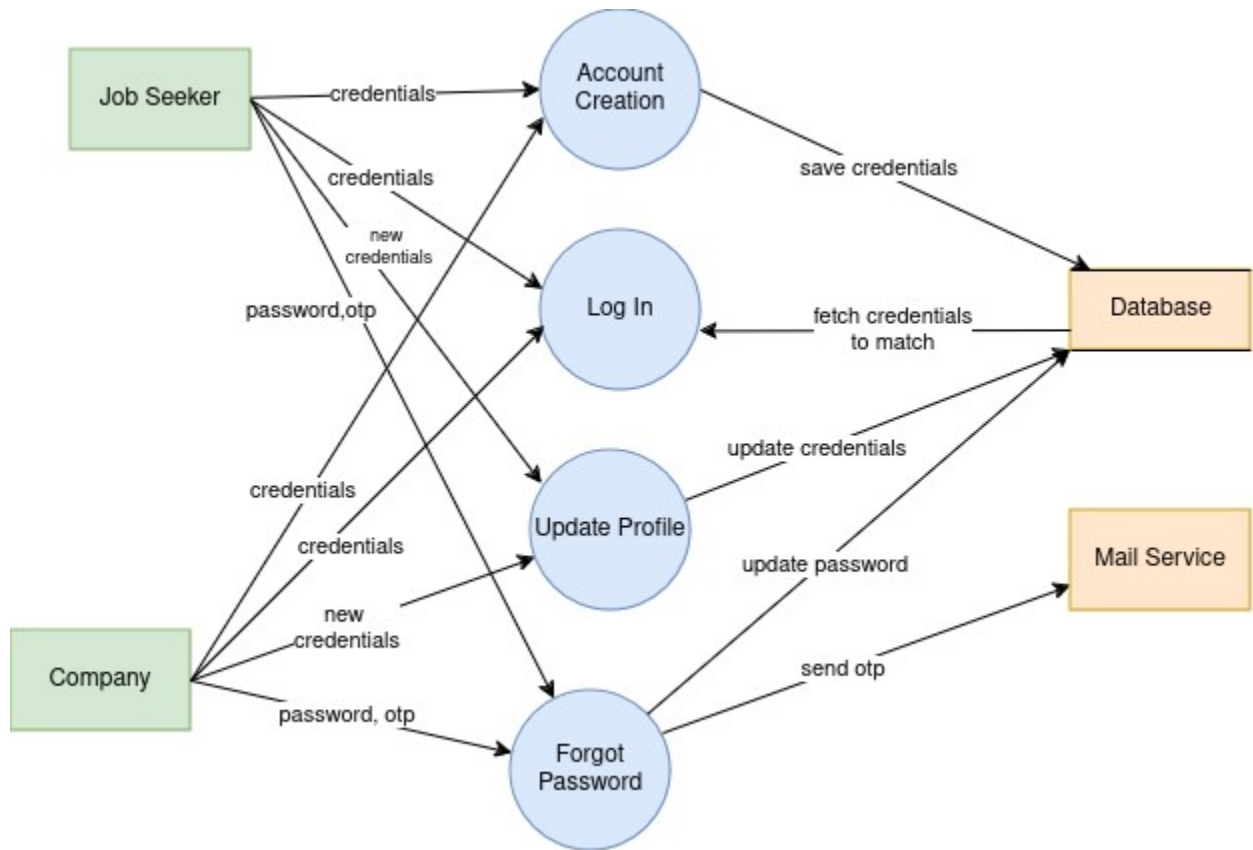 Job Seeker
Account
Creation
credentials
save credentials
credentials
new
credentials
password,otp
Log In
Database
fetch credentials
to match
update credentials
credentials
Update Profile
credentials
update password
Mail Service
new
credentials
Company
send otp
password, otp
Forgot
Password